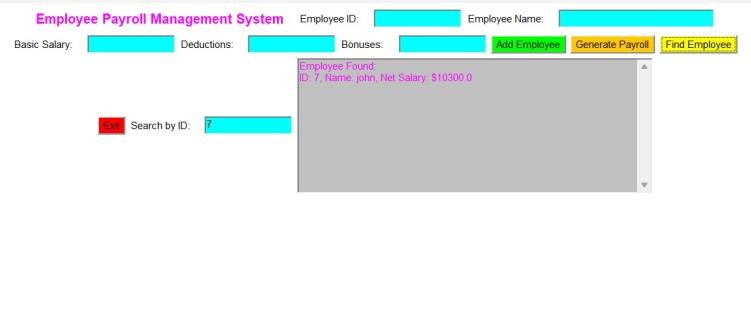 Employee Payroll Management System Employee ID: Employee Name:
Basic Salary: Deductions: Bonuses: Add Employee Generate Payroll Find Employee
Employee Found:
ID: 7, Name: john, Net Salary: $10300.0
Exit Search by ID: 7